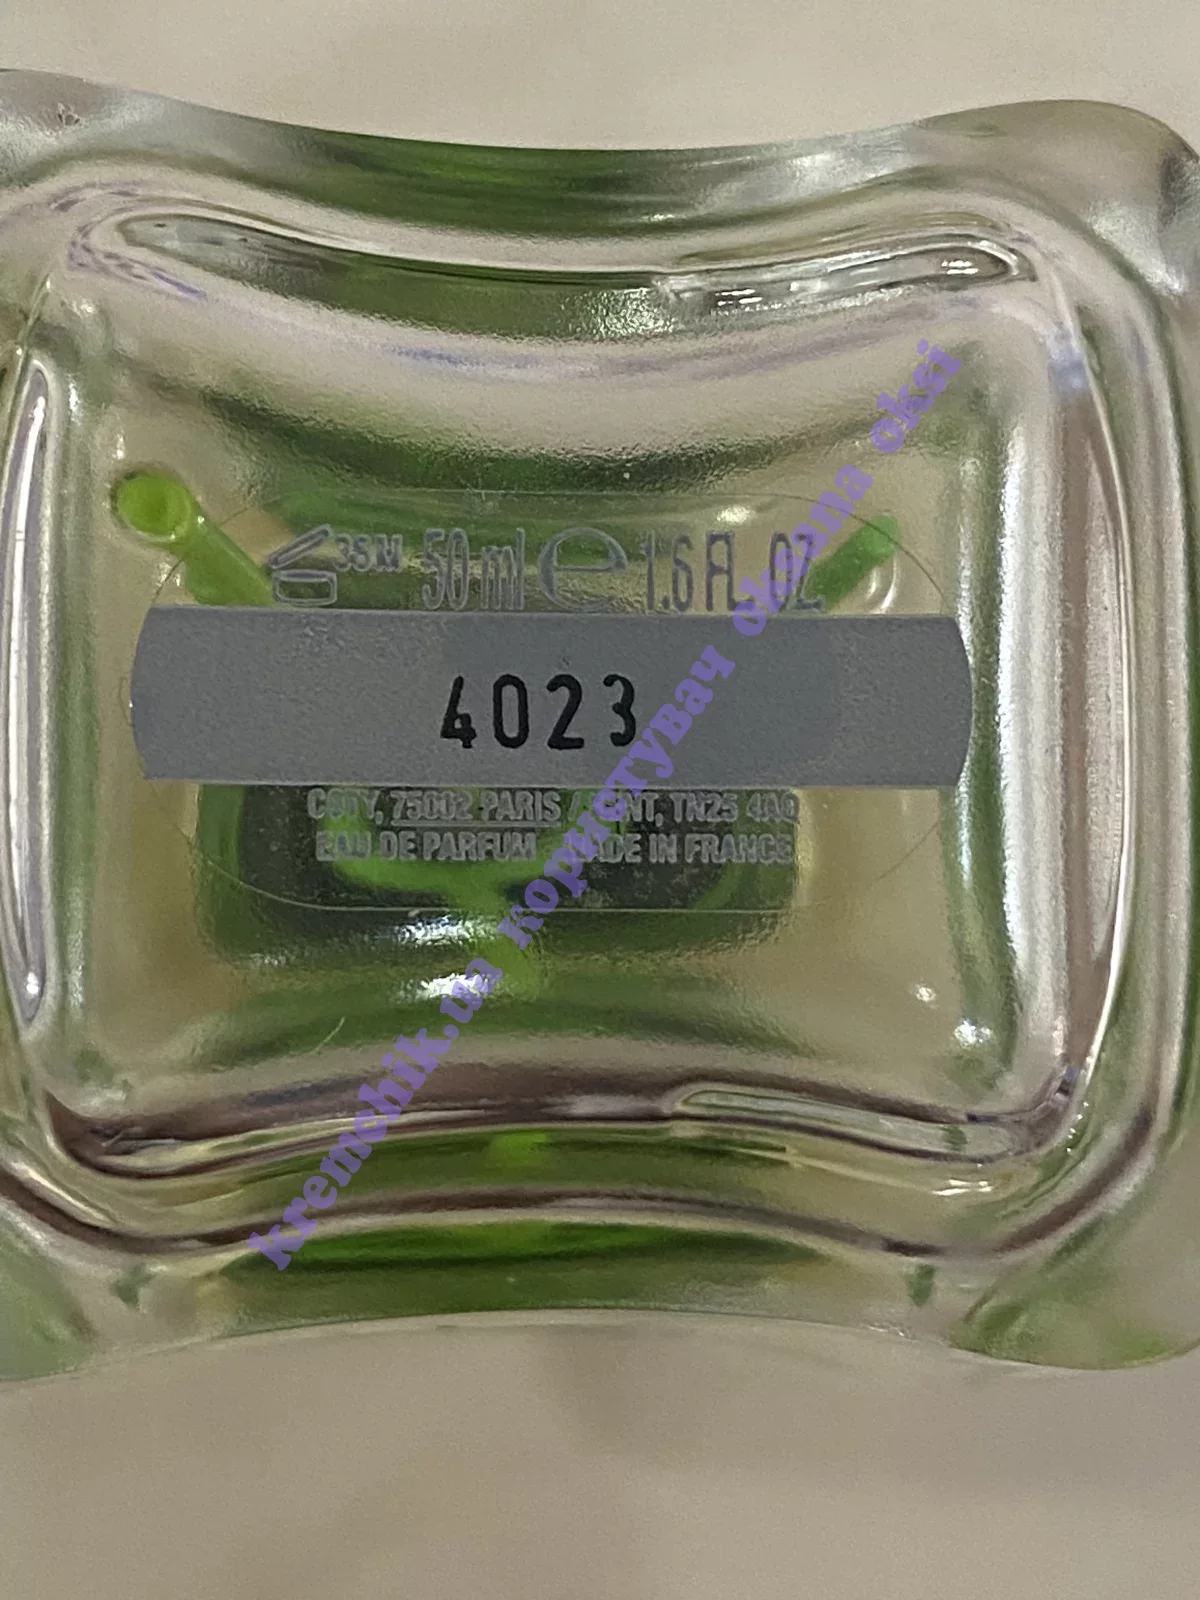 36M 50 ml e 1.6 FL. OZ
4023
COTY, 75002 PARIS / KENT, TN25 4AQ
EAU DE PARFUM - MADE IN FRANCE
kremchik.ua користувач oksana oksi